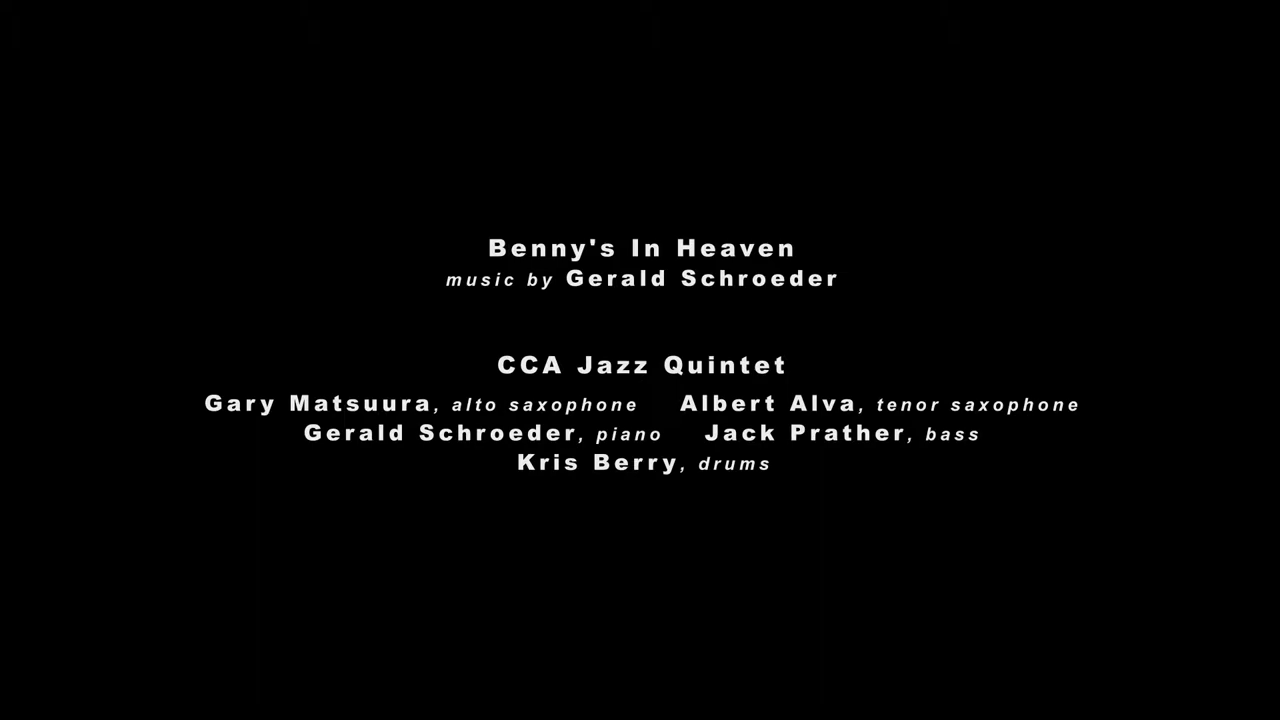 Benny's In Heaven
music by Gerald Schroeder
CCA Jazz Quintet
Gary Matsuura, alto saxophone Albert Alva, tenor saxophone
Gerald Schroeder, piano Jack Prather, bass
Kris Berry, drums